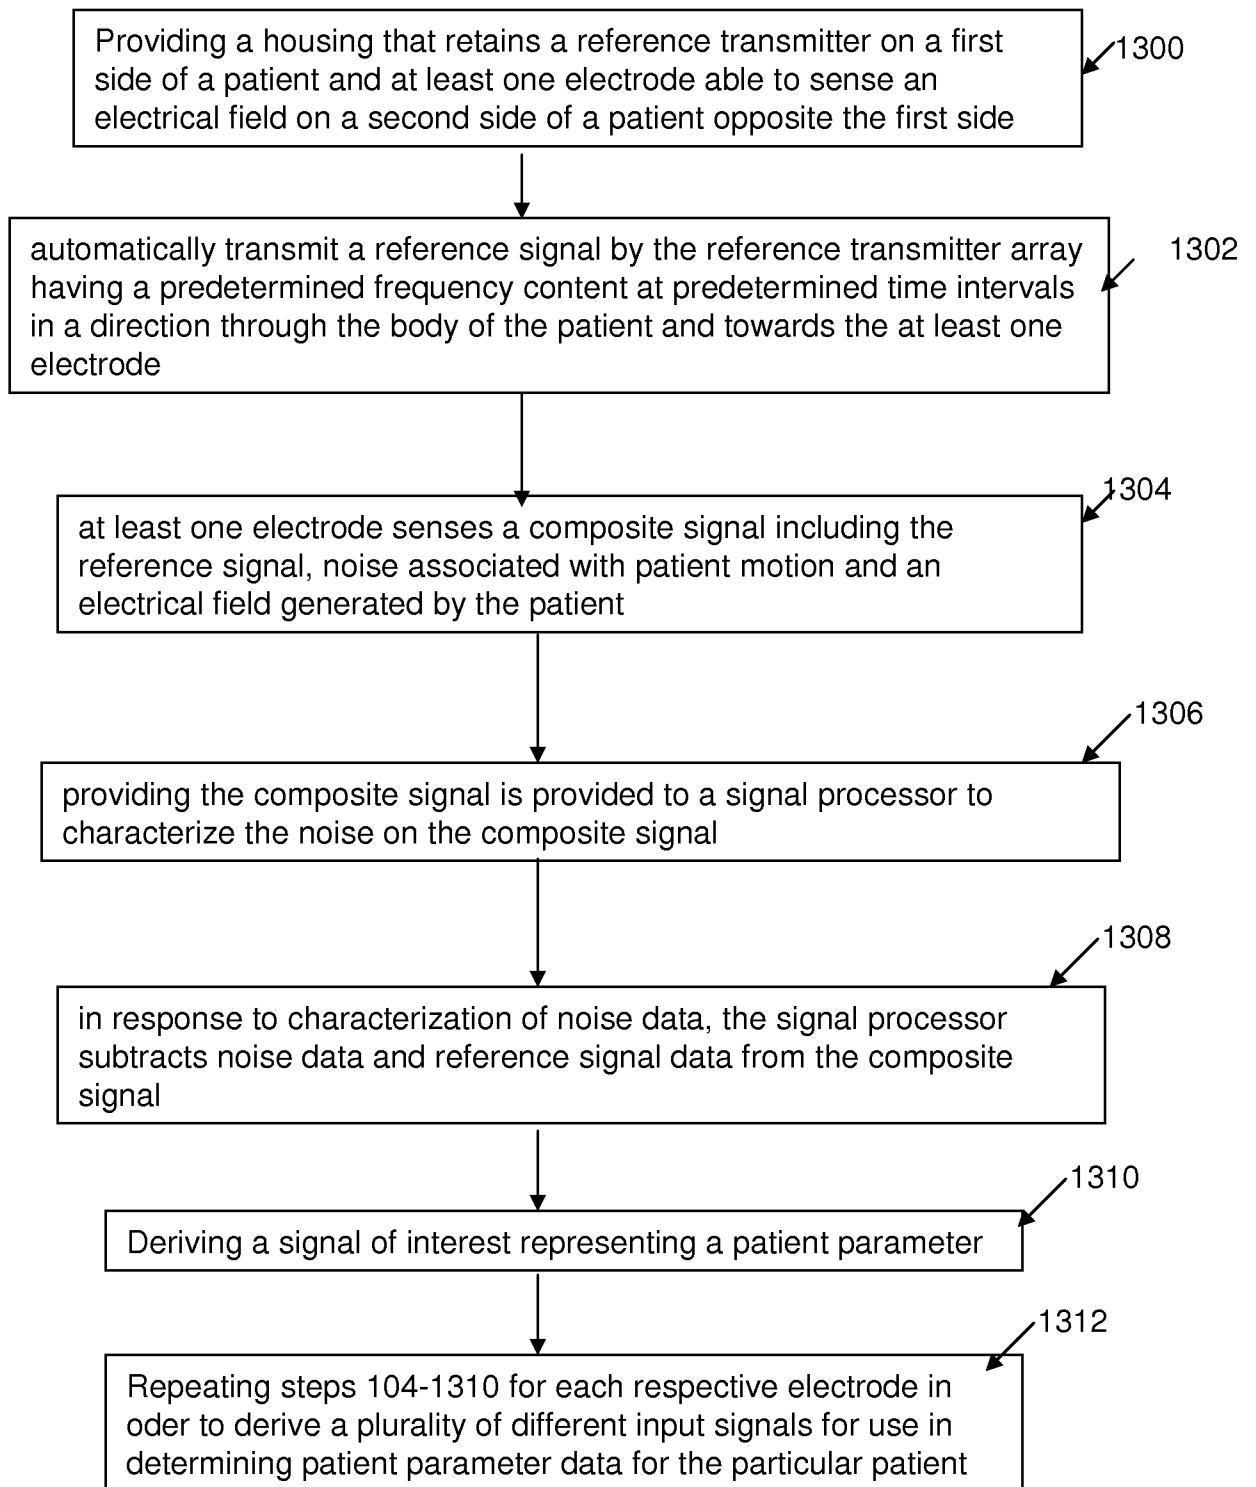 Providing a housing that retains a reference transmitter on a first
side of a patient and at least one electrode able to sense an
electrical field on a second side of a patient opposite the first side
1300
automatically transmit a reference signal by the reference transmitter array
having a predetermined frequency content at predetermined time intervals
in a direction through the body of the patient and towards the at least one
electrode
1302
at least one electrode senses a composite signal including the
reference signal, noise associated with patient motion and an
electrical field generated by the patient
1304
providing the composite signal is provided to a signal processor to
characterize the noise on the composite signal
1306
in response to characterization of noise data, the signal processor
subtracts noise data and reference signal data from the composite
signal
1308
Deriving a signal of interest representing a patient parameter
1310
Repeating steps 104-1310 for each respective electrode in
oder to derive a plurality of different input signals for use in
determining patient parameter data for the particular patient
1312